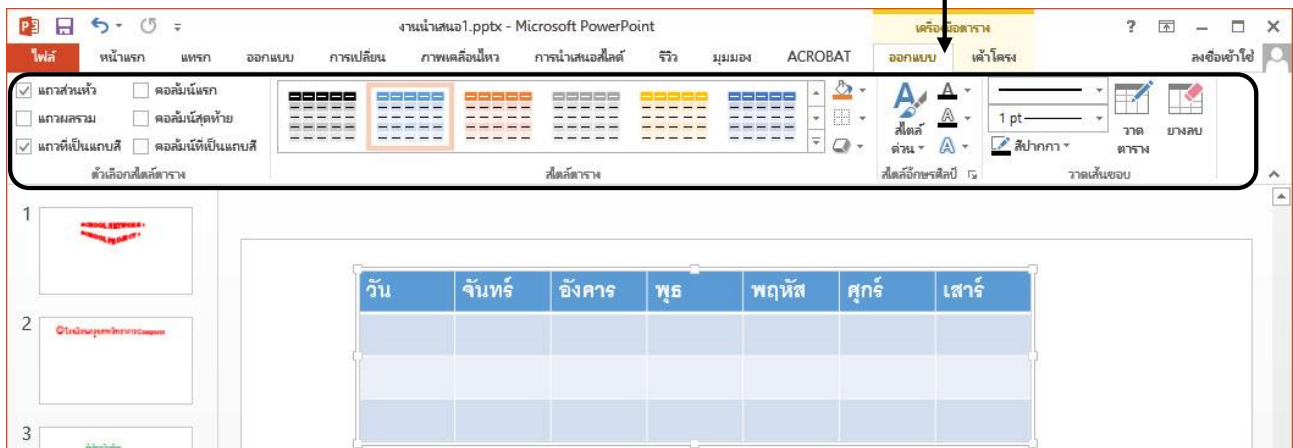 งานนำเสนอ1.pptx - Microsoft PowerPoint
เครื่องมือตาราง
ไฟล์ หน้าแรก แทรก ออกแบบ การเปลี่ยน ภาพเคลื่อนไหว การนำเสนอสไลด์ รีวิว มุมมอง ACROBAT ออกแบบ เค้าโครง ลงชื่อเข้าใช้
แถวส่วนหัว คอลัมน์แรก
แถวผลรวม คอลัมน์สุดท้าย
แถวที่เป็นแถบสี คอลัมน์ที่เป็นแถบสี
ตัวเลือกสไตล์ตาราง
สไตล์ตาราง
สไตล์
ด่วน
สไตล์อักษรศิลป์
1 pt
สีปากกา
วาด
ตาราง
ยางลบ
วาดเส้นขอบ
1
2
3
วัน จันทร์ อังคาร พุธ พฤหัส ศุกร์ เสาร์